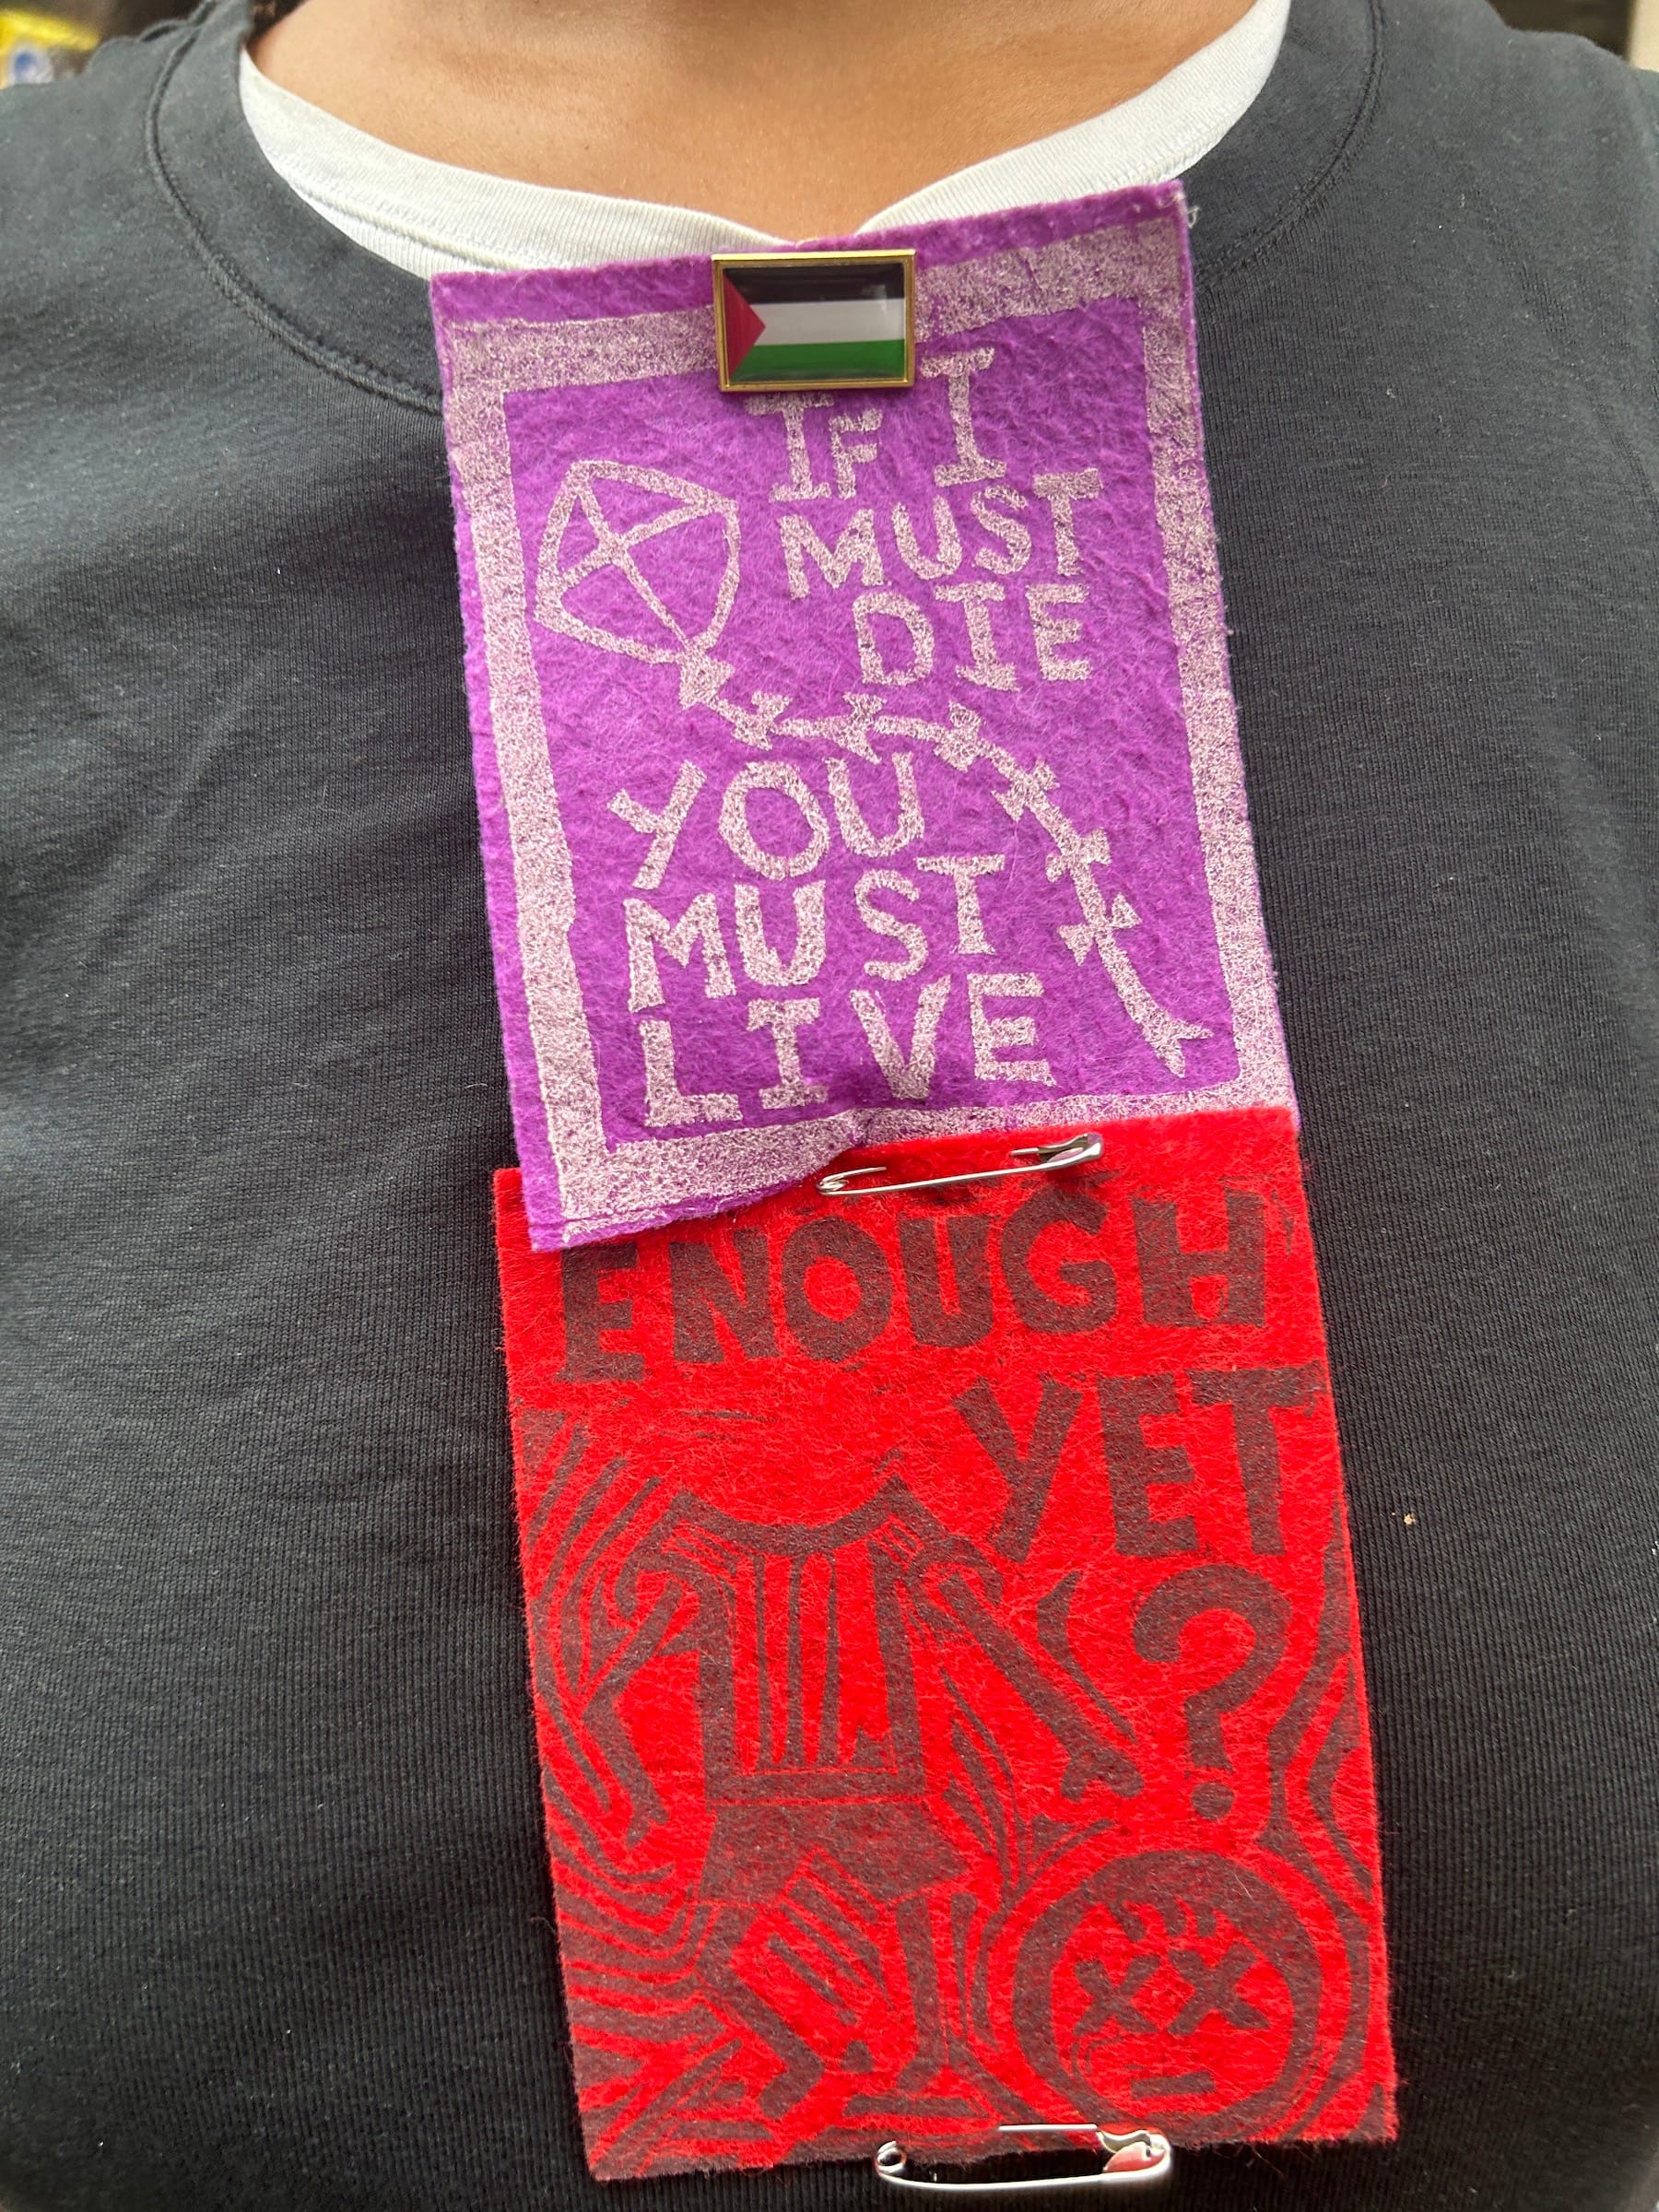 IF I
MUST
DIE
YOU
MUST
LIVE
ENOUGH
YET
?